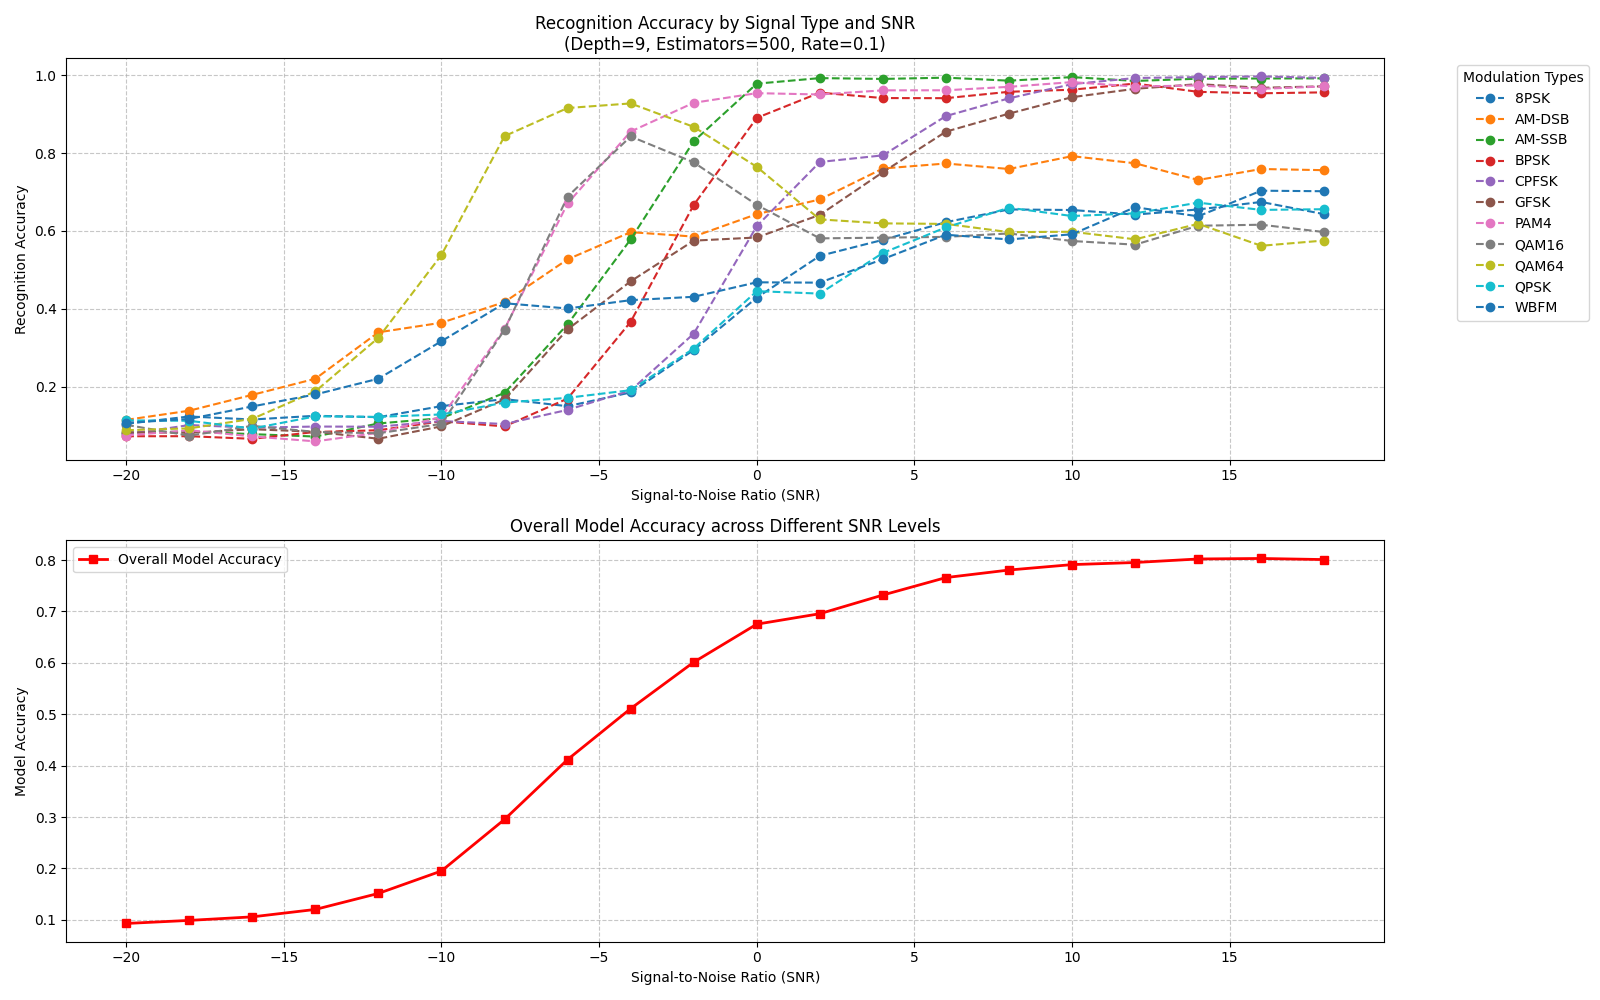 Recognition Accuracy by Signal Type and SNR
(Depth=9, Estimators=500, Rate=0.1)
Recognition Accuracy
1.0
0.8
0.6
0.4
0.2
−20 −15 −10 −5 0 5 10 15
Signal-to-Noise Ratio (SNR)
Modulation Types
8PSK
AM-DSB
AM-SSB
BPSK
CPFSK
GFSK
PAM4
QAM16
QAM64
QPSK
WBFM
Overall Model Accuracy across Different SNR Levels
Overall Model Accuracy
Model Accuracy
0.8
0.7
0.6
0.5
0.4
0.3
0.2
0.1
−20 −15 −10 −5 0 5 10 15
Signal-to-Noise Ratio (SNR)